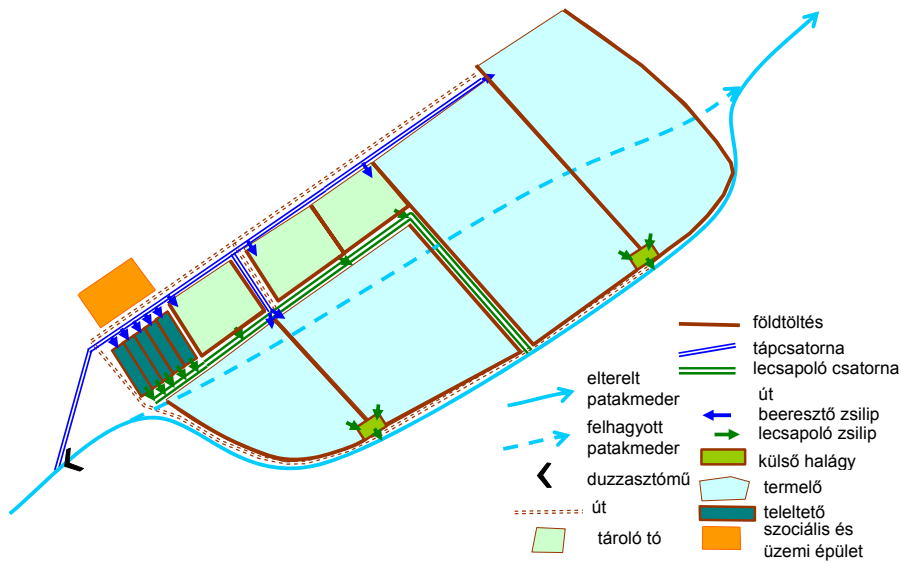 elterelt
patakmeder
felhagyott
patakmeder
duzzasztómű
út
tároló tó
földtöltés
tápcsatorna
lecsapoló csatorna
út
beeresztő zsilip
lecsapoló zsilip
külső halágy
termelő
teleltető
szociális és
üzemi épület